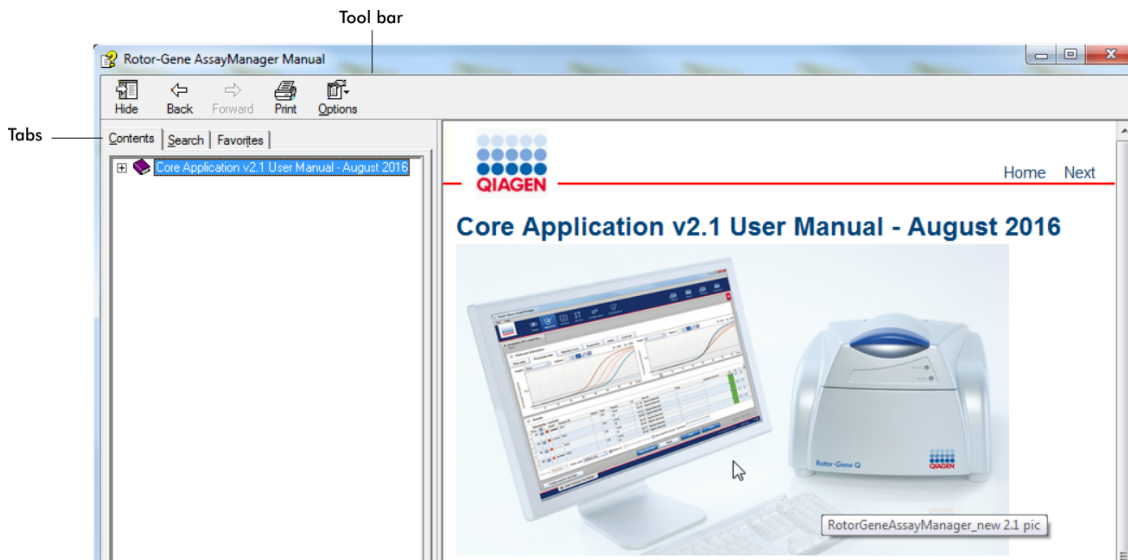 Tool bar
Rotor-Gene AssayManager Manual
Hide Back Forward Print Options
Tabs
Contents Search Favorites
Core Application v2.1 User Manual - August 2016
QIAGEN
Home Next
Core Application v2.1 User Manual - August 2016
Rotor-Gene Q
QIAGEN
RotorGeneAssayManager_new 2.1 pic